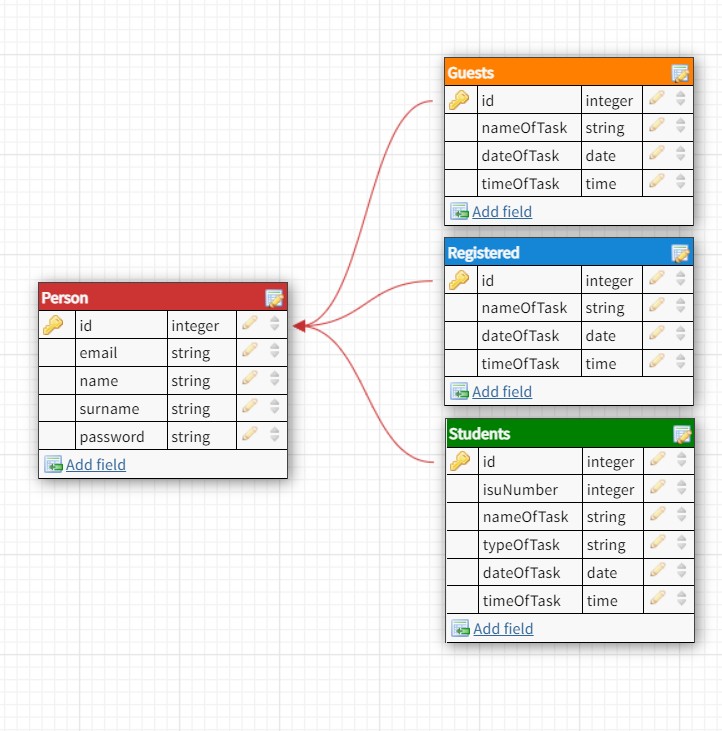 Person
id integer
email string
name string
surname string
password string
Add field
Guests
id integer
nameOfTask string
dateOfTask date
timeOfTask time
Add field
Registered
id integer
nameOfTask string
dateOfTask date
timeOfTask time
Add field
Students
id integer
isuNumber integer
nameOfTask string
typeOfTask string
dateOfTask date
timeOfTask time
Add field